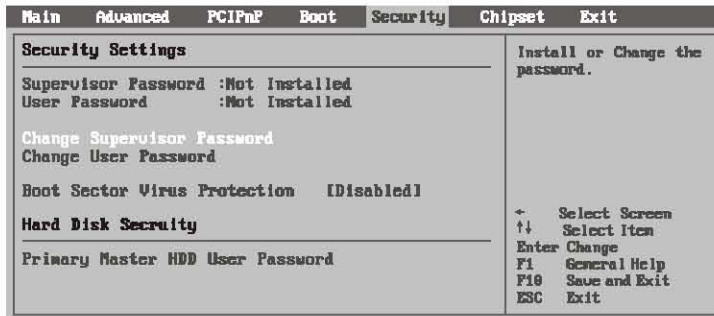 Main Advanced PCIPnP Boot Security Chipset Exit
Security Settings
Supervisor Password :Not Installed
User Password :Not Installed
Change Supervisor Password
Change User Password
Boot Sector Virus Protection [Disabled]
Hard Disk Secruity
Primary Master HDD User Password
Install or Change the
password.
← Select Screen
↑↓ Select Item
Enter Change
F1 General Help
F10 Save and Exit
ESC Exit